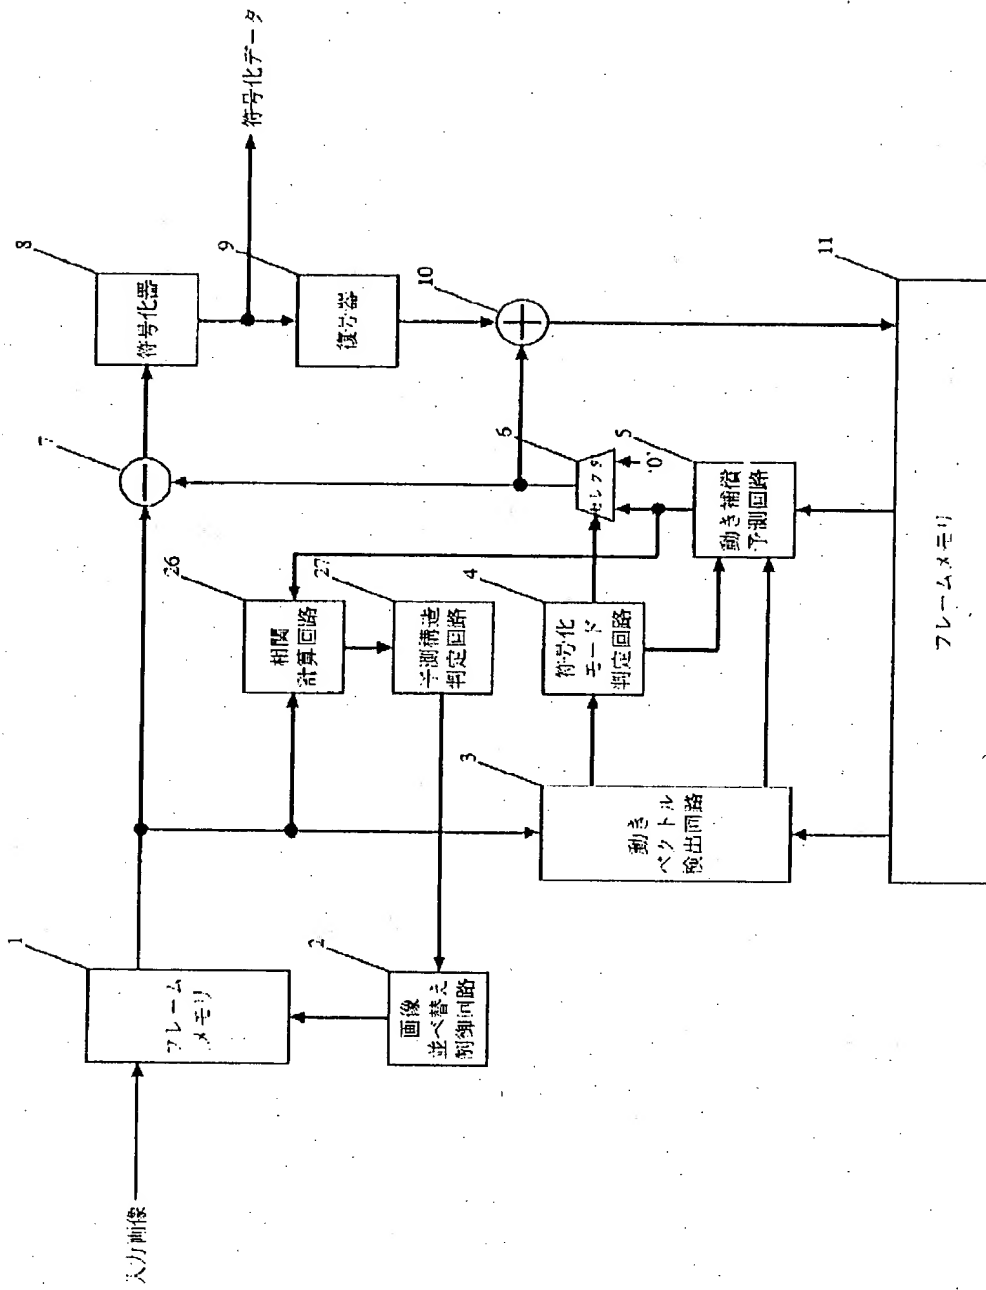 入力画像
1
フレーム
メモリ
2
画像
並べ替え
制御回路
3
動き
ベクトル
検出回路
26
相関
計算回路
27
予測構造
判定回路
4
符号化
モード
判定回路
5
動き補償
予測回路
6
セレクタ
'0'
7
8
符号化器
9
復号器
10
符号化データ
11
フレームメモリ